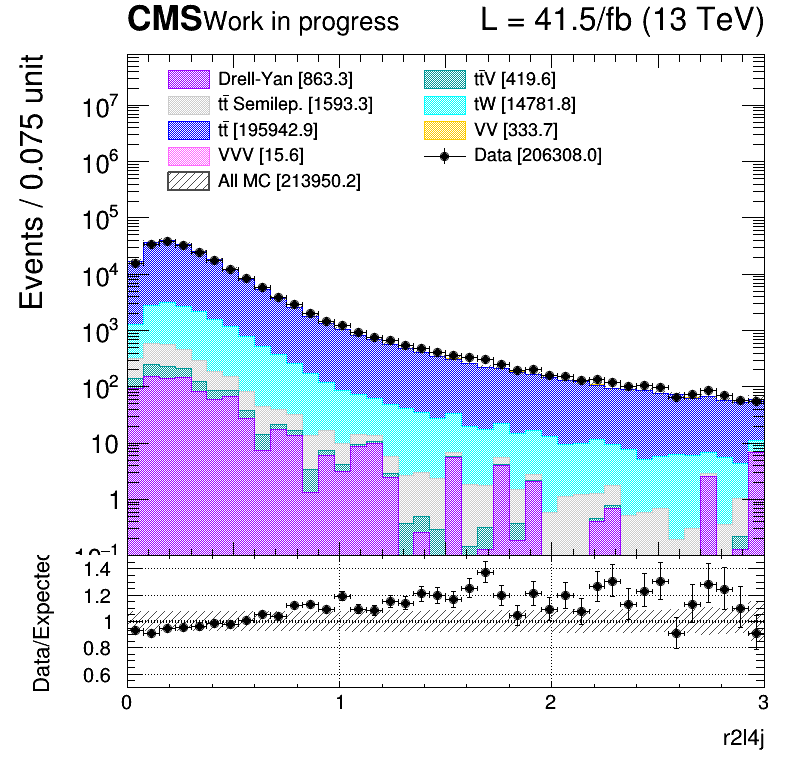 CMS Work in progress L = 41.5/fb (13 TeV)
Events / 0.075 unit
Drell-Yan [863.3] tt̄V [419.6]
tt̄ Semilep. [1593.3] tW [14781.8]
tt̄ [195942.9] VV [333.7]
VVV [15.6] Data [206308.0]
All MC [213950.2]
10⁷
10⁶
10⁵
10⁴
10³
10²
10
1
10⁻¹
Data/Expected
1.4
1.2
1
0.8
0.6
0 1 2 3
r2l4j